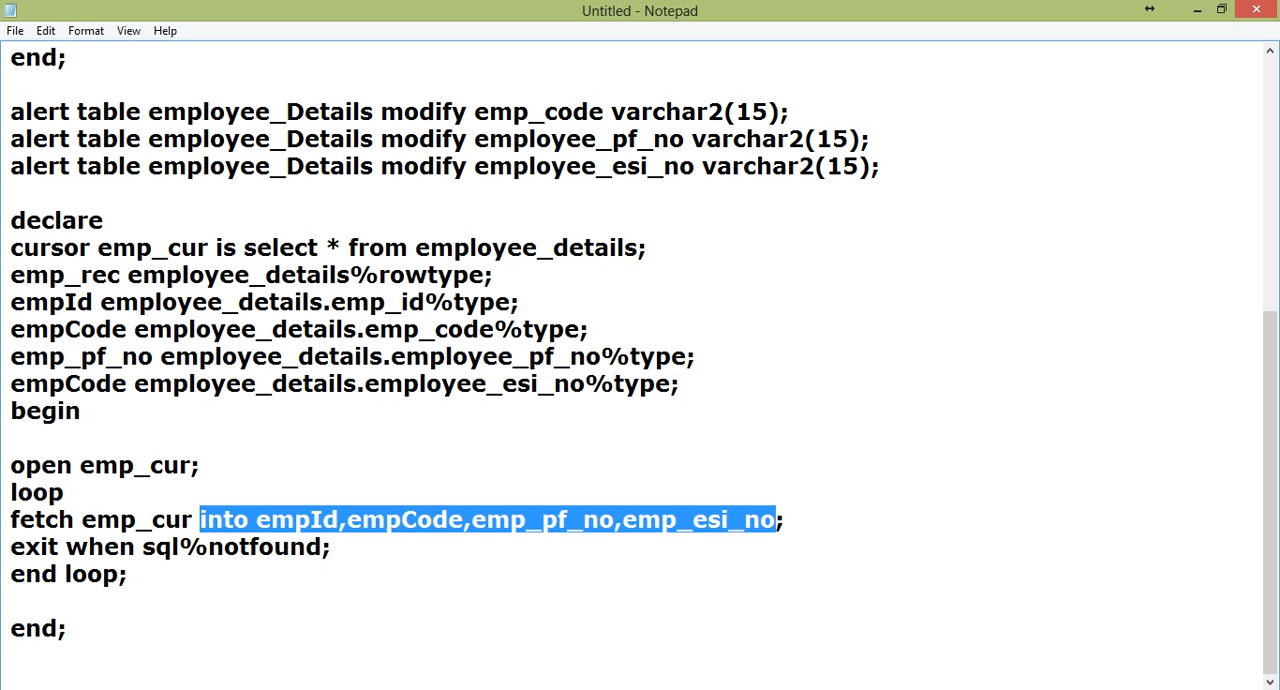 Untitled - Notepad
File Edit Format View Help
end;
alert table employee_Details modify emp_code varchar2(15);
alert table employee_Details modify employee_pf_no varchar2(15);
alert table employee_Details modify employee_esi_no varchar2(15);
declare
cursor emp_cur is select * from employee_details;
emp_rec employee_details%rowtype;
empId employee_details.emp_id%type;
empCode employee_details.emp_code%type;
emp_pf_no employee_details.employee_pf_no%type;
empCode employee_details.employee_esi_no%type;
begin
open emp_cur;
loop
fetch emp_cur into empId,empCode,emp_pf_no,emp_esi_no;
exit when sql%notfound;
end loop;
end;